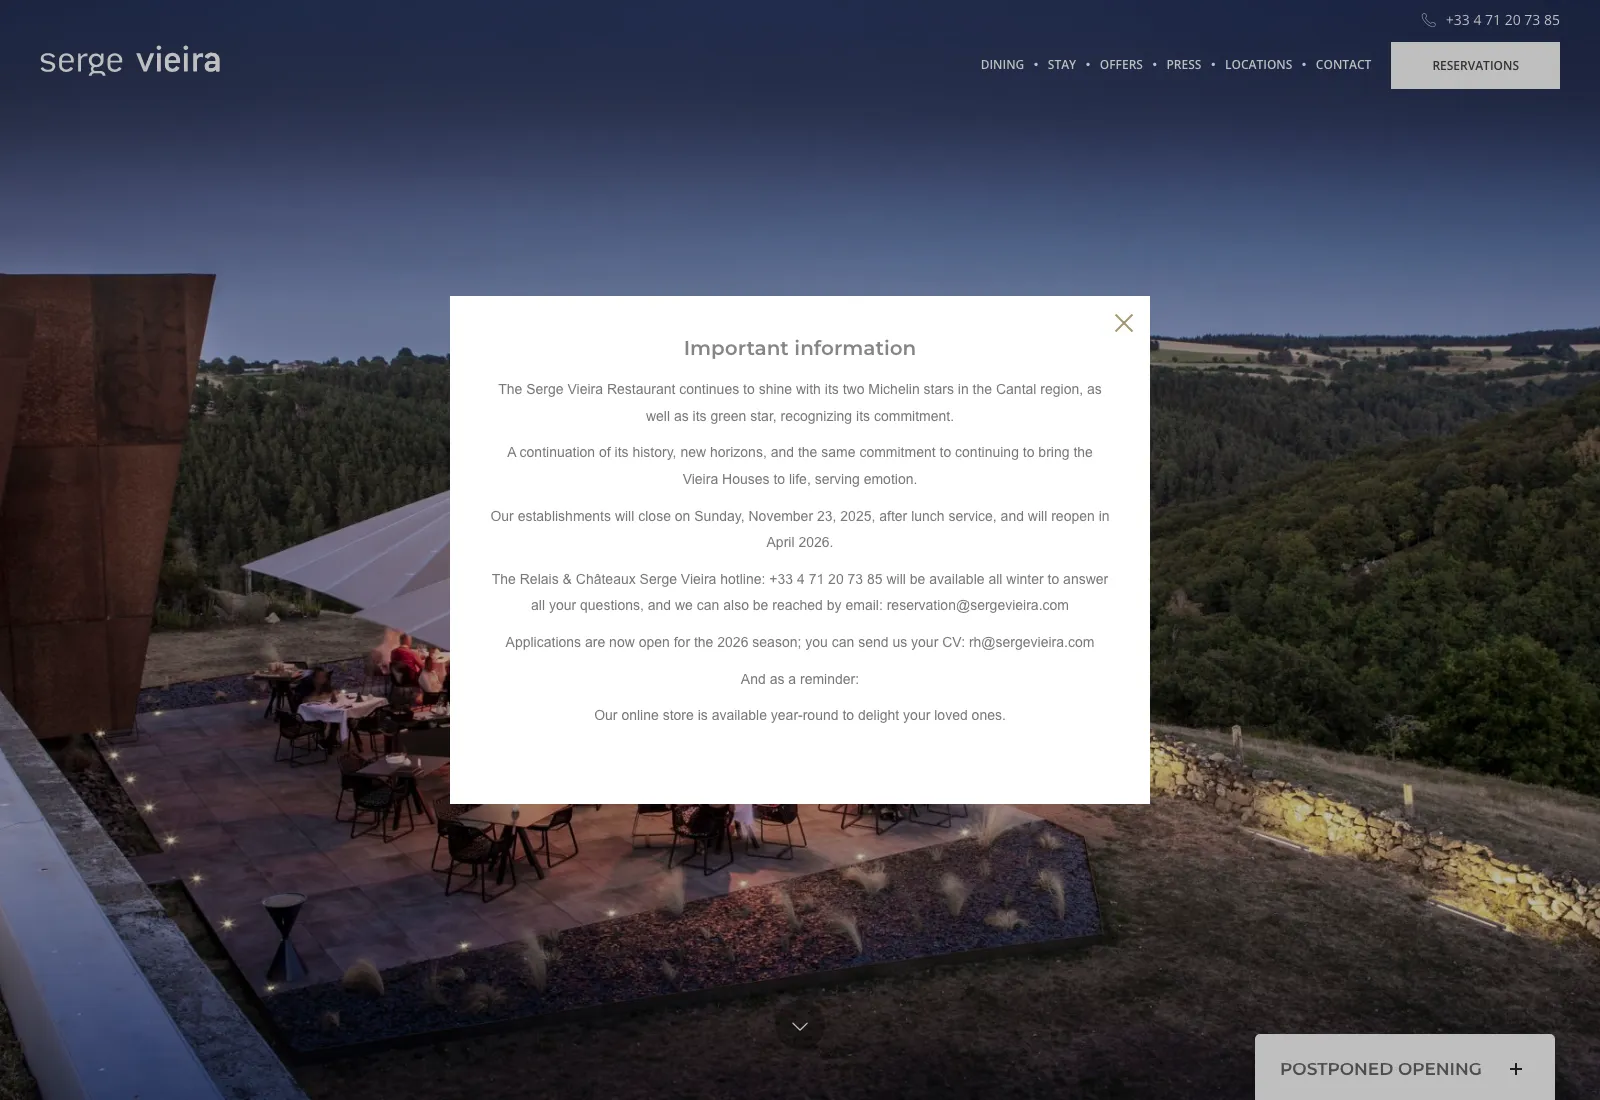 +33 4 71 20 73 85
serge vieira
DINING • STAY • OFFERS • PRESS • LOCATIONS • CONTACT
RESERVATIONS
Important information
The Serge Vieira Restaurant continues to shine with its two Michelin stars in the Cantal region, as
well as its green star, recognizing its commitment.
A continuation of its history, new horizons, and the same commitment to continuing to bring the
Vieira Houses to life, serving emotion.
Our establishments will close on Sunday, November 23, 2025, after lunch service, and will reopen in
April 2026.
The Relais & Châteaux Serge Vieira hotline: +33 4 71 20 73 85 will be available all winter to answer
all your questions, and we can also be reached by email: reservation@sergevieira.com
Applications are now open for the 2026 season; you can send us your CV: rh@sergevieira.com
And as a reminder:
Our online store is available year-round to delight your loved ones.
POSTPONED OPENING +